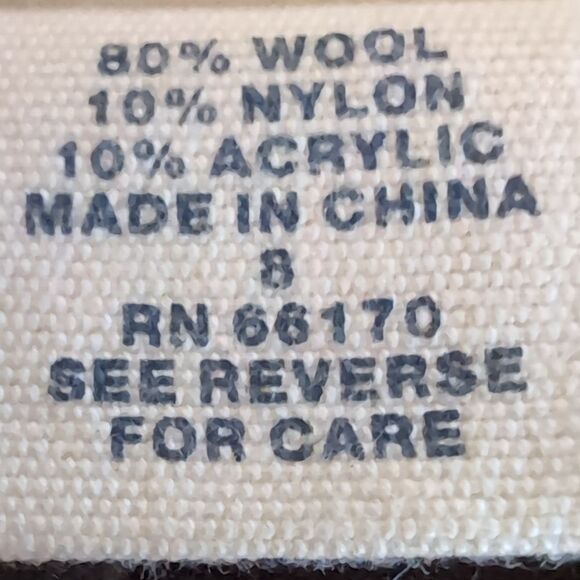 80% WOOL
10% NYLON
10% ACRYLIC
MADE IN CHINA
8
RN 66170
SEE REVERSE
FOR CARE